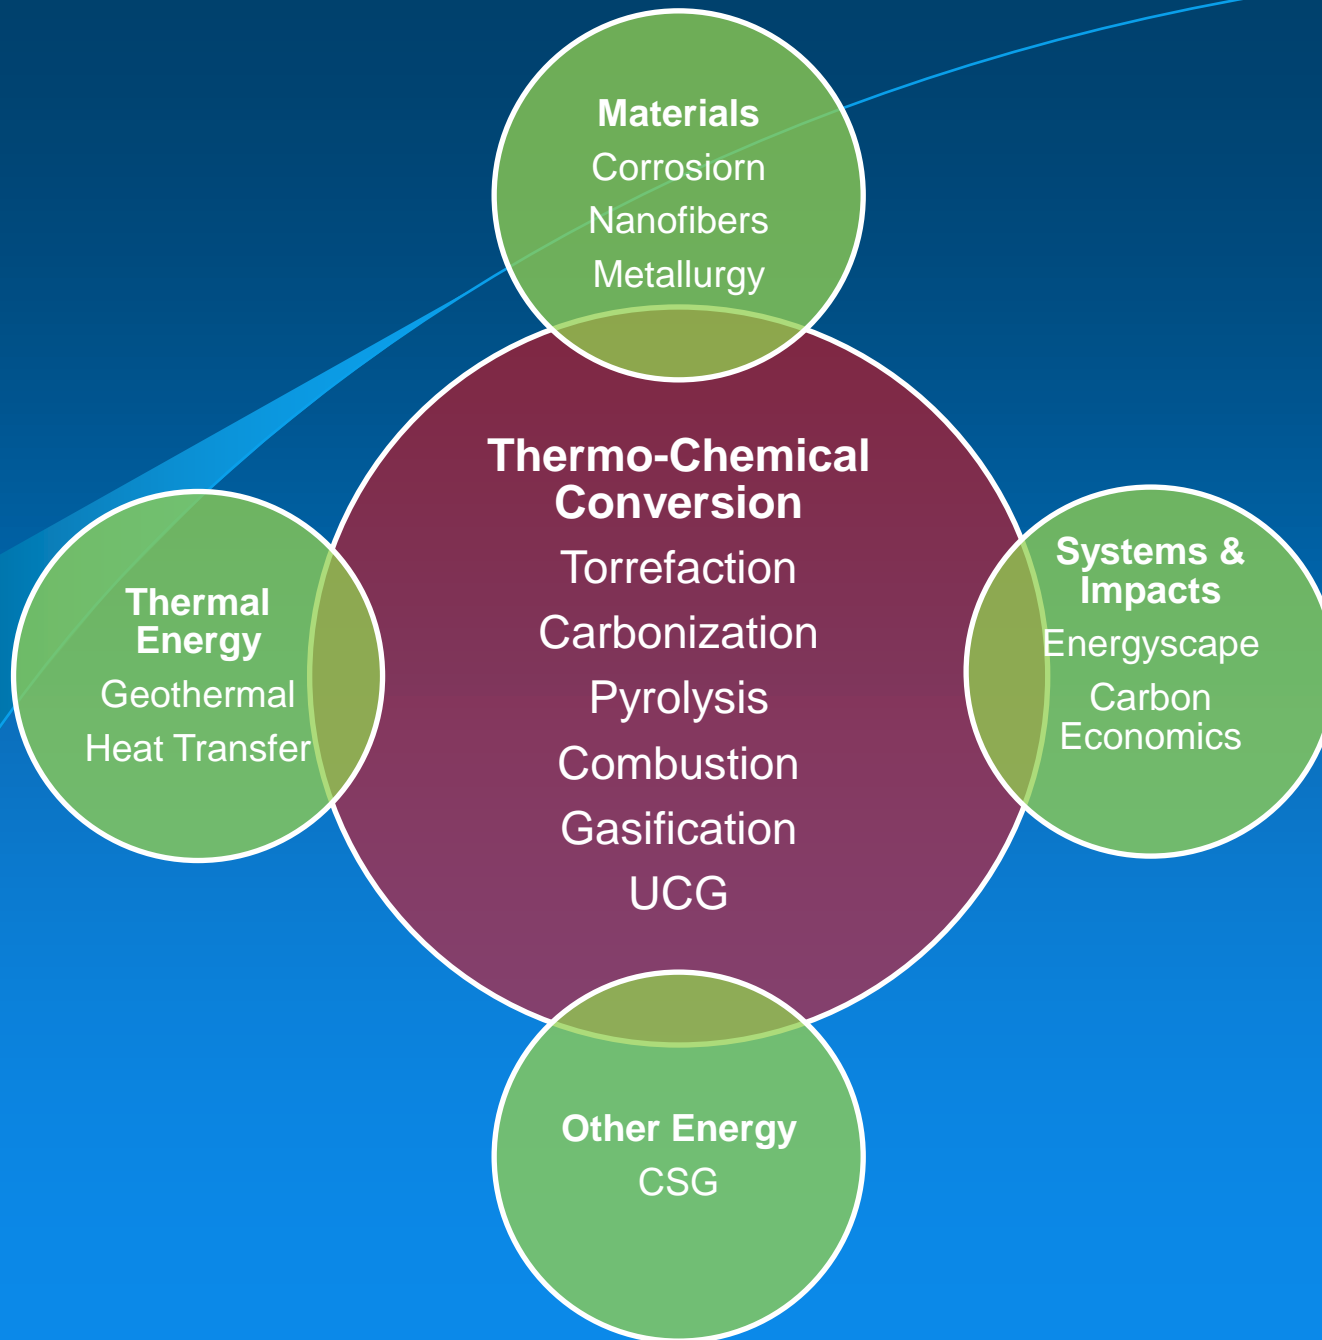 Materials
Corrosiorn
Nanofibers
Metallurgy
Thermo-Chemical
Conversion
Torrefaction
Carbonization
Pyrolysis
Combustion
Gasification
UCG
Thermal
Energy
Geothermal
Heat Transfer
Systems &
Impacts
Energyscape
Carbon
Economics
Other Energy
CSG